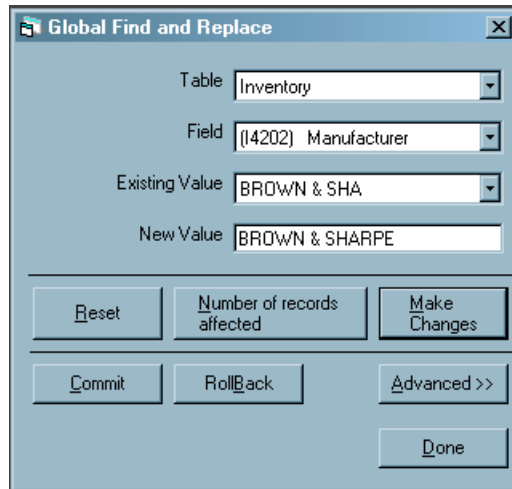 Global Find and Replace
Table Inventory
Field (I4202) Manufacturer
Existing Value BROWN & SHA
New Value BROWN & SHARPE
Reset
Number of records
affected
Make
Changes
Commit
RollBack
Advanced >>
Done